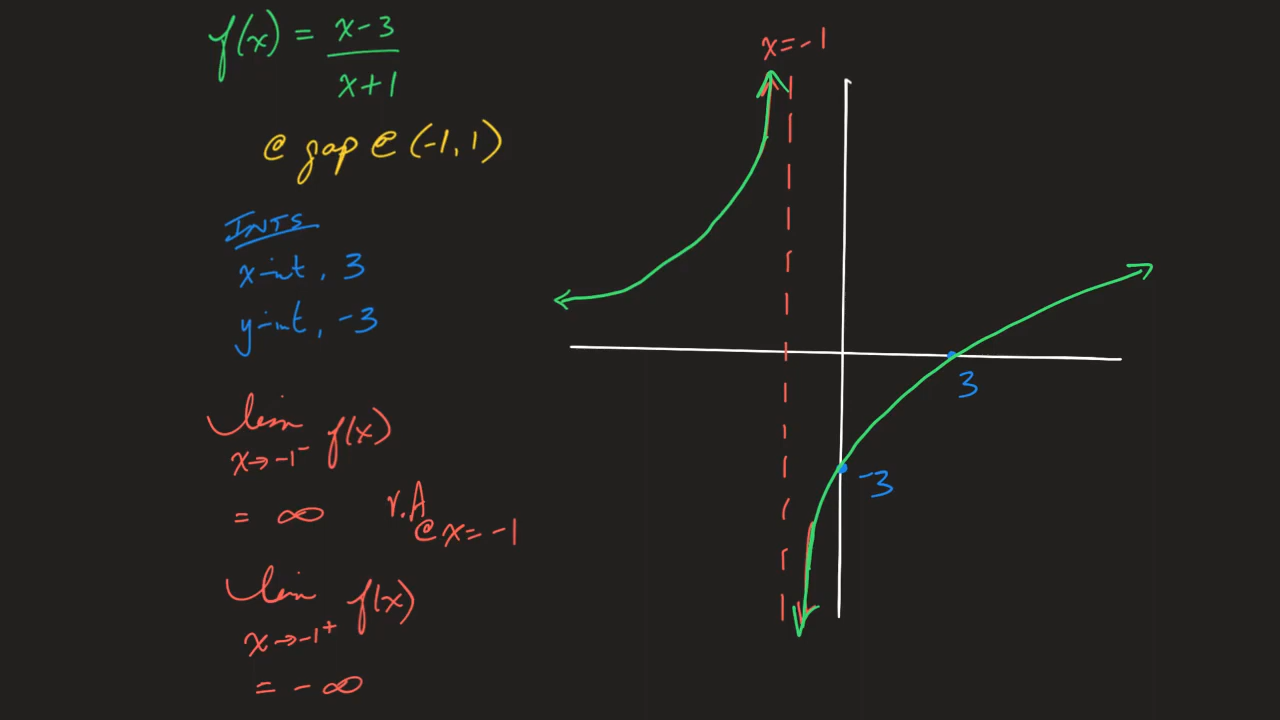 f(x) = x-3 / x+1
@ gap @ (-1, 1)
INTS
x-int, 3
y-int, -3
lim x→-1⁻ f(x)
= ∞
V.A @ x = -1
lim x→-1⁺ f(x)
= -∞
x = -1
3
-3